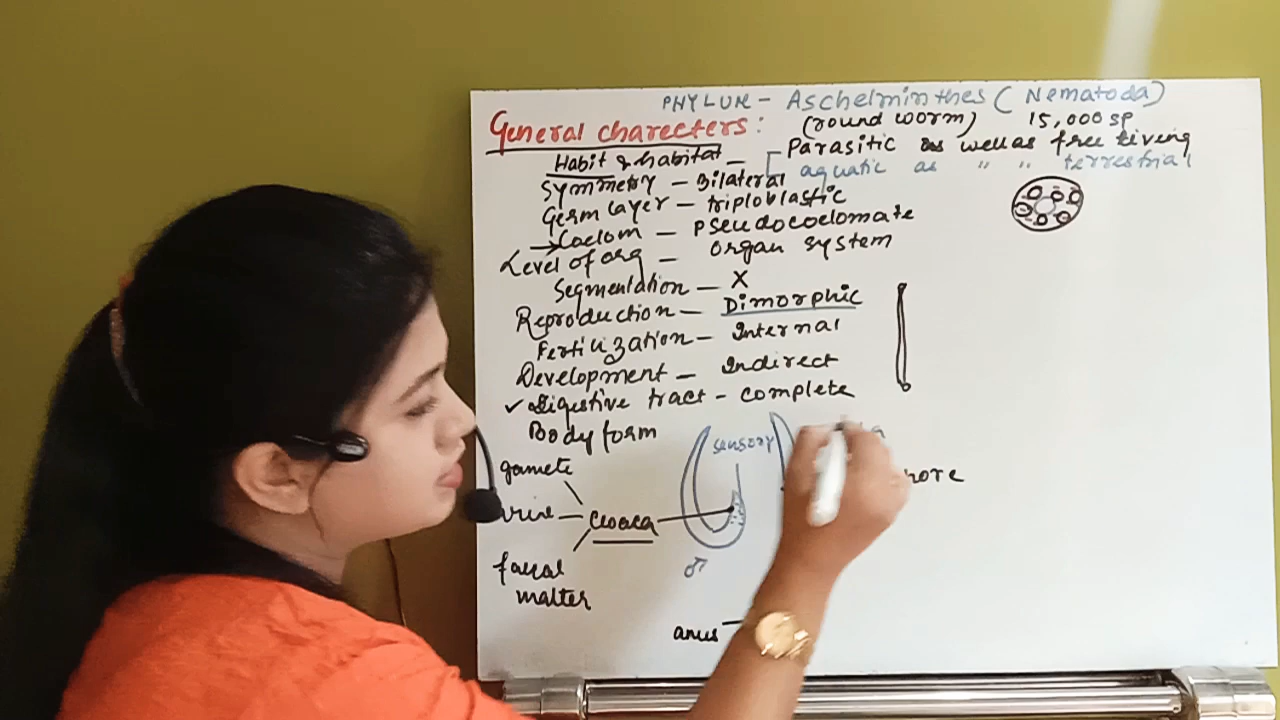 PHYLUM - Aschelminthes (Nematoda)
General charecters: (round worm) 15,000 sp
Habit & habitat - Parasitic as well as free living
aquatic as " " terrestrial
Symmetry - Bilateral
Germ layer - triploblastic
Coelom - pseudocoelomate
Level of org - organ system
Segmentation - X
Reproduction - Dimorphic
Fertilization - Internal
Development - Indirect
✓ Digestive tract - complete
Body form
sensory
gamete
cloaca
♂
faecal
matter
anus